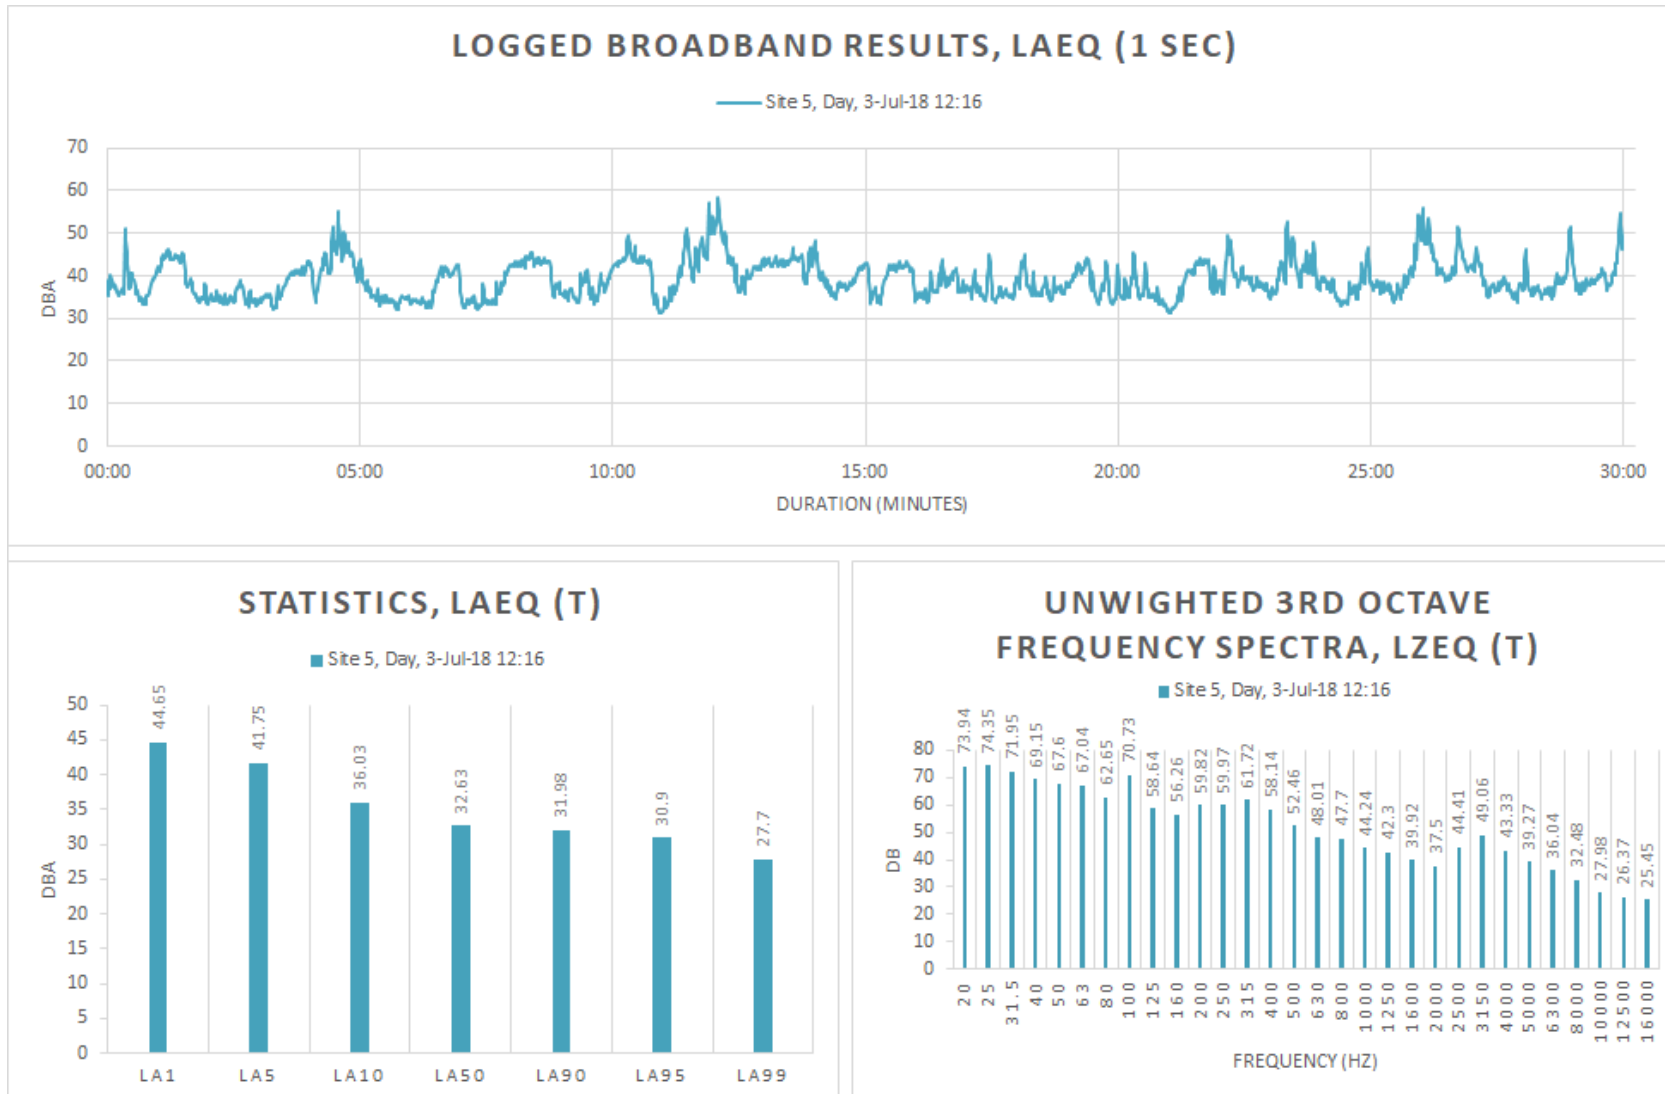 LOGGED BROADBAND RESULTS, LAEQ (1 SEC)
Site 5, Day, 3-Jul-18 12:16
70
60
50
40
30
20
10
0
DBA
00:00 05:00 10:00 15:00 20:00 25:00 30:00
DURATION (MINUTES)
STATISTICS, LAEQ (T)
Site 5, Day, 3-Jul-18 12:16
50
45
40
35
30
25
20
15
10
5
0
DBA
44.65 41.75 36.03 32.63 31.98 30.9 27.7
LA1 LA5 LA10 LA50 LA90 LA95 LA99
UNWIGHTED 3RD OCTAVE
FREQUENCY SPECTRA, LZEQ (T)
Site 5, Day, 3-Jul-18 12:16
80
70
60
50
40
30
20
10
0
DB
73.94 74.35 71.95 69.15 67.6 67.04 62.65 70.73 58.64 56.26 59.82 59.97 61.72 58.14 52.46 48.01 47.7 44.24 42.3 39.92 37.5 44.41 49.06 43.33 39.27 36.04 32.48 27.98 26.37 25.45
20 25 31.5 40 50 63 80 100 125 160 200 250 315 400 500 630 800 1000 1250 1600 2000 2500 3150 4000 5000 6300 8000 10000 12500 16000
FREQUENCY (HZ)